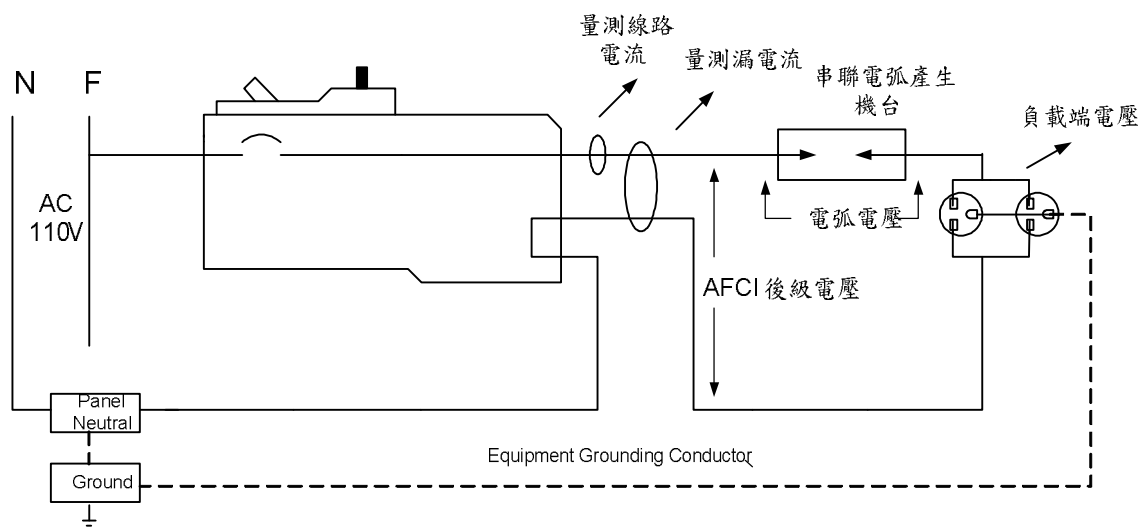 量測線路
電流
量測漏電流
串聯電弧產生
機台
負載端電壓
N F
AC
110V
電弧電壓
AFCI 後級電壓
Panel
Neutral
Equipment Grounding Conductor
Ground